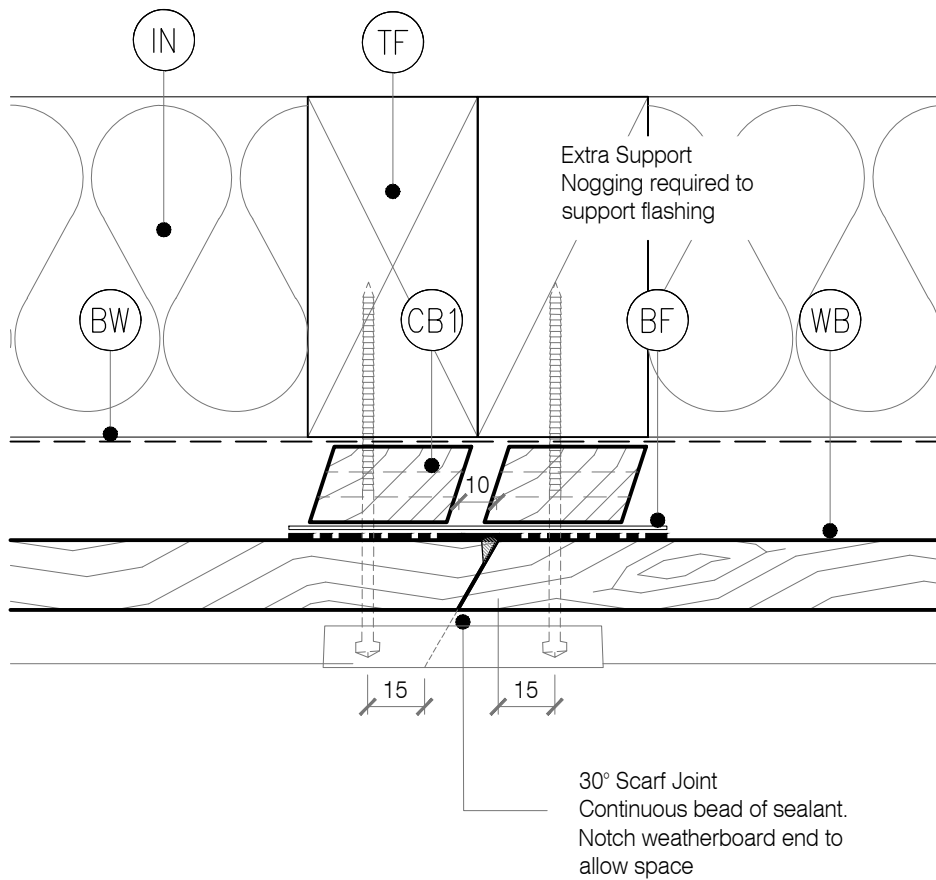 IN
TF
Extra Support
Nogging required to
support flashing
BW
CB1
BF
WB
10
15
15
30° Scarf Joint
Continuous bead of sealant.
Notch weatherboard end to
allow space